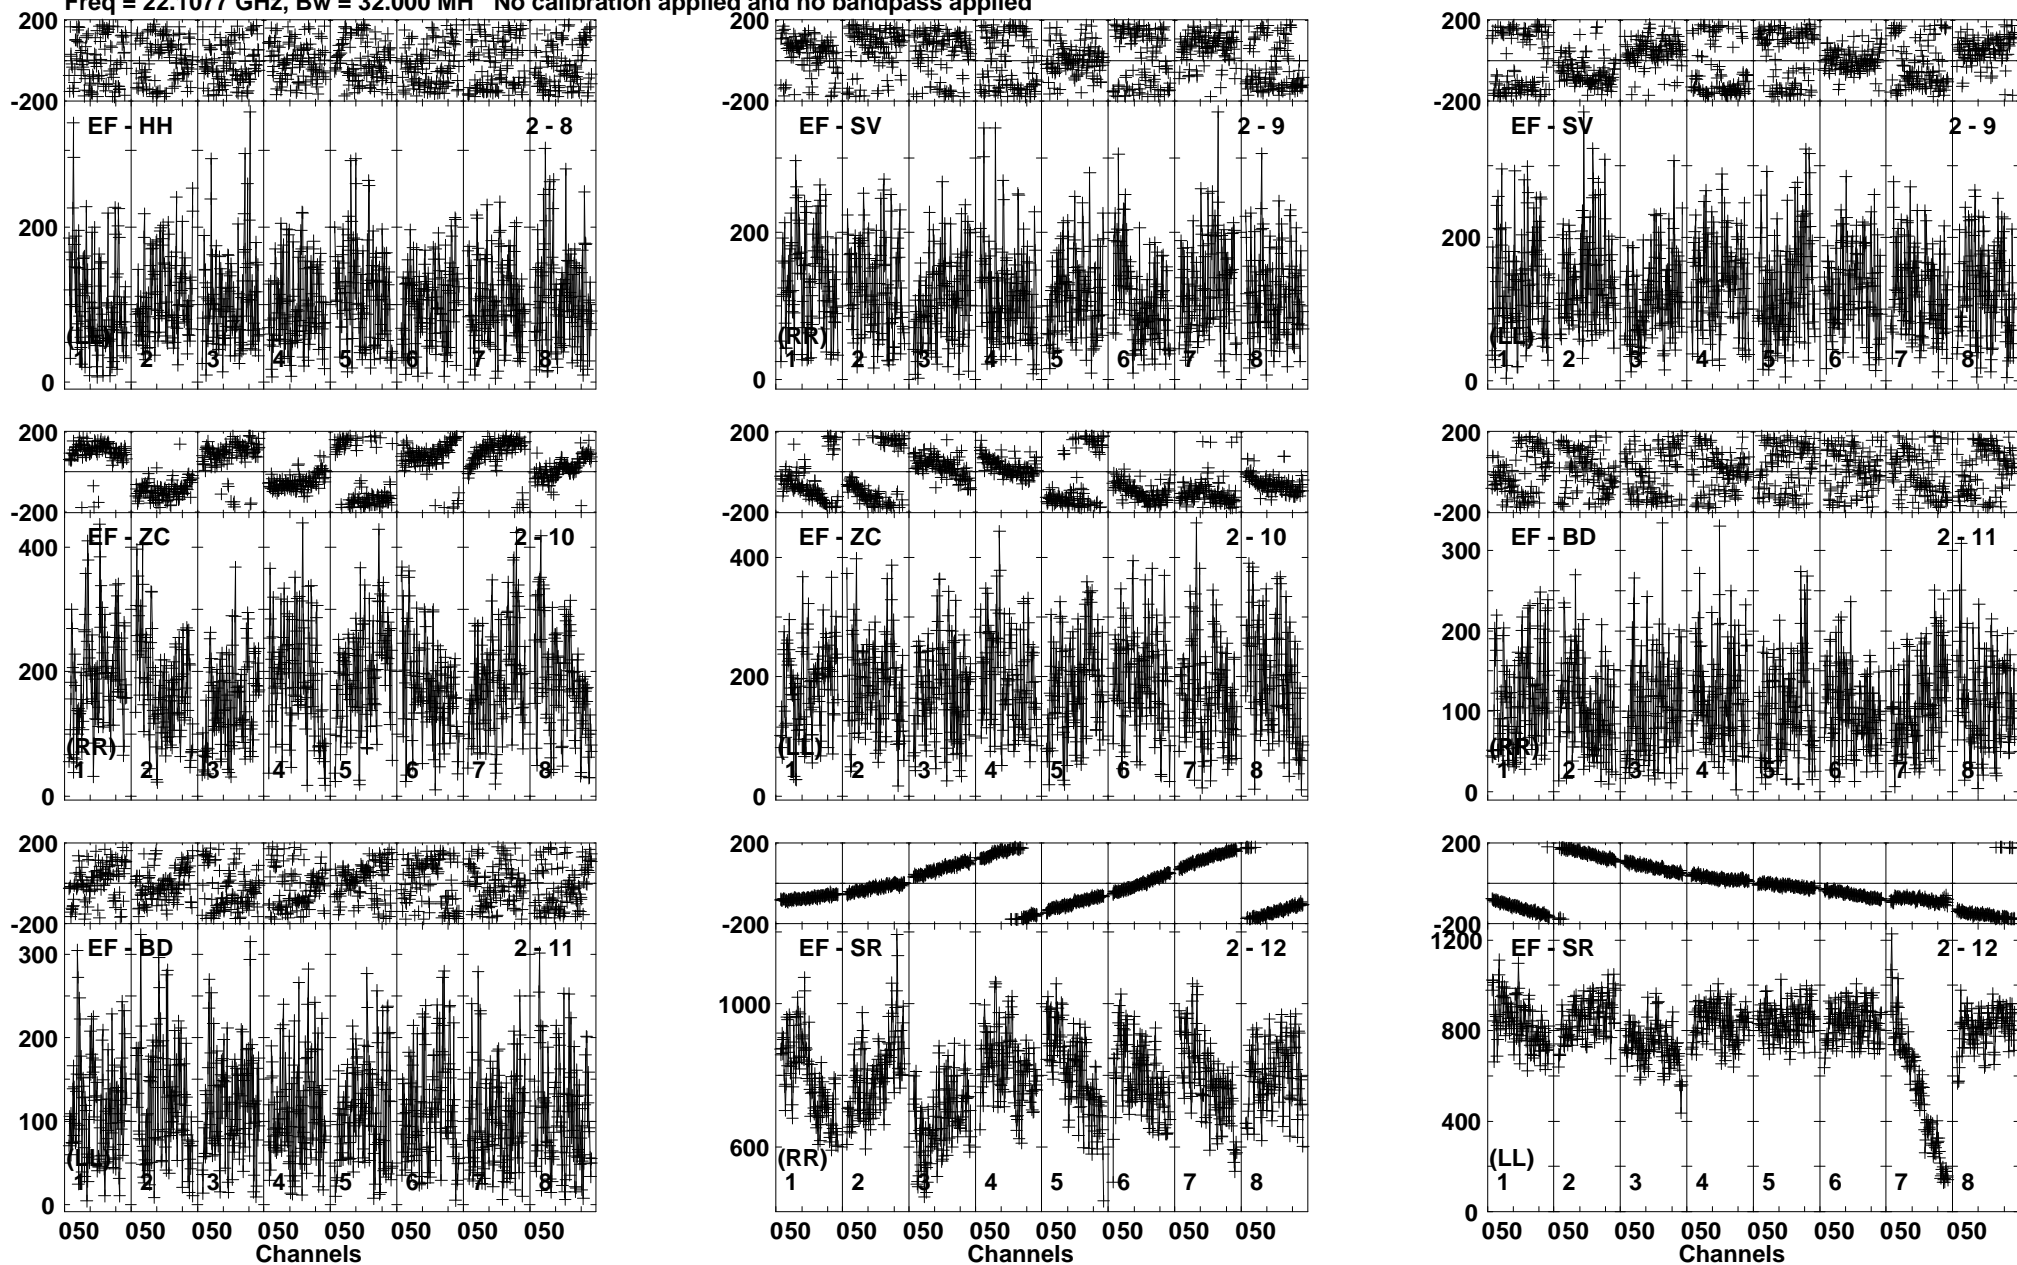 Freq = 22.1077 GHz, Bw = 32.000 MH No calibration applied and no bandpass applied
200 200 200
-200 -200 -200
EF - HH 2 - 8 EF - SV 2 - 9 EF - SV 2 - 9
200 200 200
(RR) (LL)
1 2 3 4 5 6 7 8 1 2 3 4 5 6 7 8 1 2 3 4 5 6 7 8
0 0 0
200 200 200
-200 -200 -200
EF - ZC 2 - 10 EF - ZC 2 - 10 EF - BD 2 - 11
400 400 300
200 200 200
100
(RR) (LL) (RR)
1 2 3 4 5 6 7 8 1 2 3 4 5 6 7 8 1 2 3 4 5 6 7 8
0 0 0
200 200 200
-200 -200 -200
EF - BD 2 - 11 EF - SR 2 - 12 EF - SR 2 - 12
300 1000 1200
200 800
100 600 400
(LL) (RR) (LL)
1 2 3 4 5 6 7 8 1 2 3 4 5 6 7 8 1 2 3 4 5 6 7 8
0 0
050 050 050 050 050 050 050 050 050 050 050 050 050 050 050 050 050 050 050 050 050 050 050 050
Channels Channels Channels